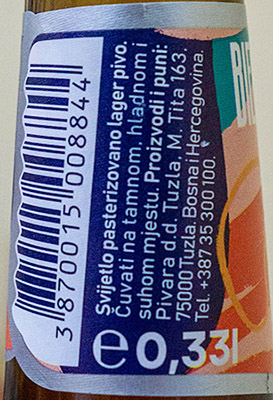 Svijetlo pasterizovano lager pivo.
Čuvati na tamnom, hladnom i
suhom mjestu. Proizvodi i puni:
Pivara d.d. Tuzla, M. Tita 163,
75000 Tuzla, Bosna i Hercegovina.
Tel. +387 35 300 100.
e 0,33l
3 870015 008844